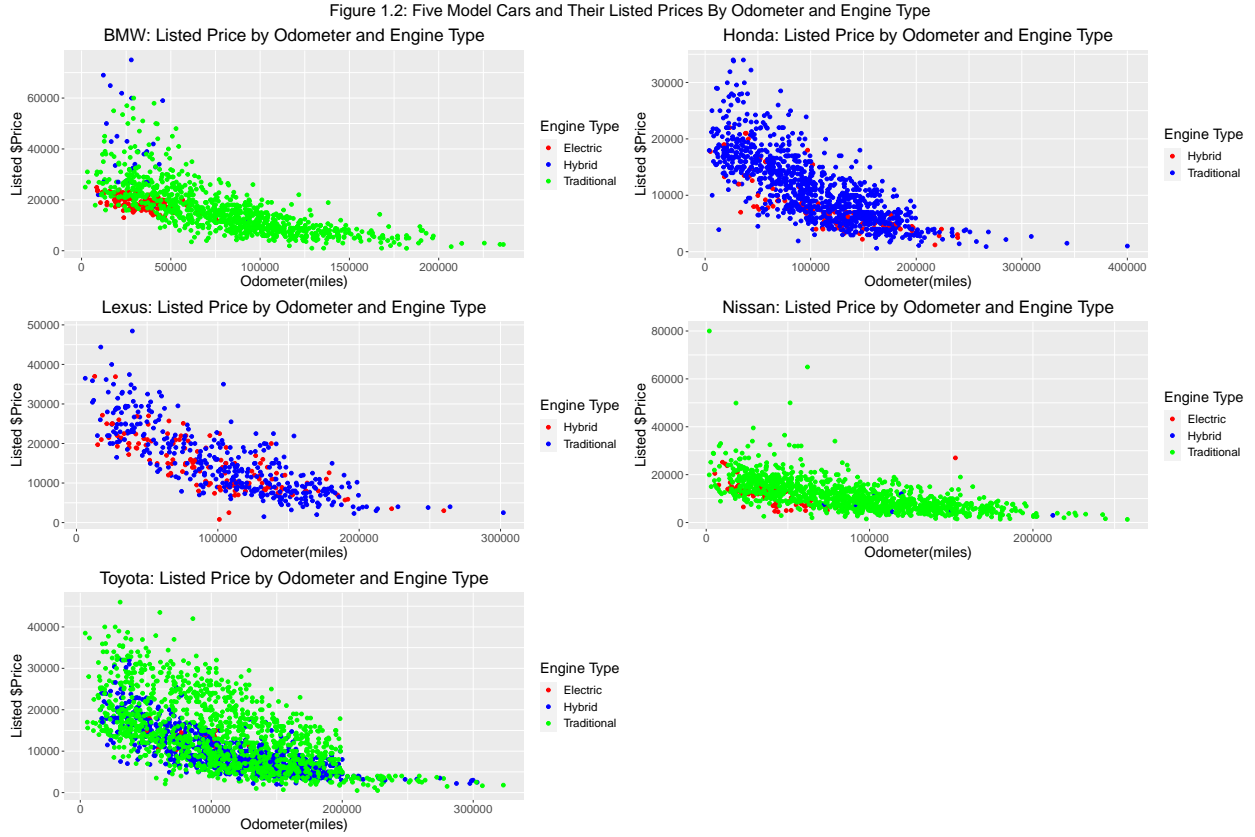 Figure 1.2: Five Model Cars and Their Listed Prices By Odometer and Engine Type
BMW: Listed Price by Odometer and Engine Type
Listed $Price
60000
40000
20000
0
0 50000 100000 150000 200000
Odometer(miles)
Engine Type
Electric
Hybrid
Traditional
Honda: Listed Price by Odometer and Engine Type
Listed $Price
30000
20000
10000
0
0 100000 200000 300000 400000
Odometer(miles)
Engine Type
Hybrid
Traditional
Lexus: Listed Price by Odometer and Engine Type
Listed $Price
50000
40000
30000
20000
10000
0
0 100000 200000 300000
Odometer(miles)
Engine Type
Hybrid
Traditional
Nissan: Listed Price by Odometer and Engine Type
Listed $Price
80000
60000
40000
20000
0
0 100000 200000
Odometer(miles)
Engine Type
Electric
Hybrid
Traditional
Toyota: Listed Price by Odometer and Engine Type
Listed $Price
40000
30000
20000
10000
0
0 100000 200000 300000
Odometer(miles)
Engine Type
Electric
Hybrid
Traditional